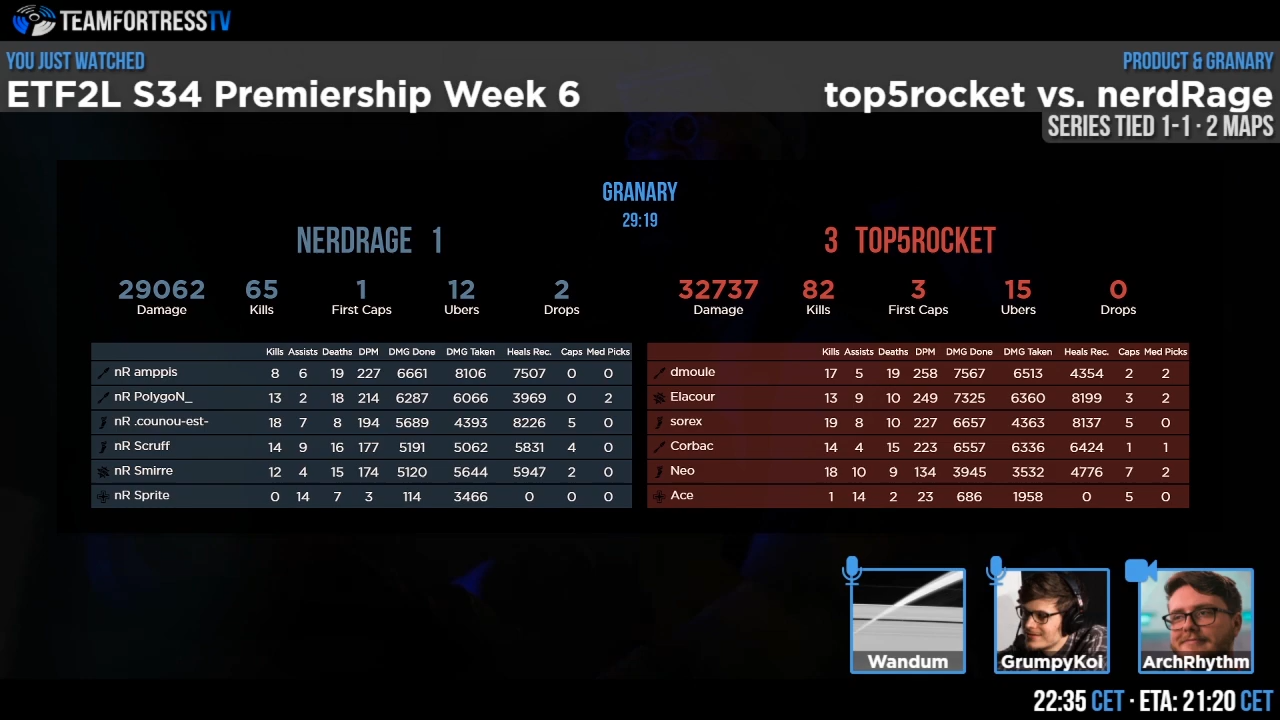 TEAMFORTRESSTV
YOU JUST WATCHED
ETF2L S34 Premiership Week 6
PRODUCT & GRANARY
top5rocket vs. nerdRage
SERIES TIED 1-1 · 2 MAPS
GRANARY
29:19
NERDRAGE 1
3 TOP5ROCKET
29062 65 1 12 2
Damage Kills First Caps Ubers Drops
32737 82 3 15 0
Damage Kills First Caps Ubers Drops
Kills Assists Deaths DPM DMG Done DMG Taken Heals Rec. Caps Med Picks
nR amppis 8 6 19 227 6661 8106 7507 0 0
nR PolygoN_ 13 2 18 214 6287 6066 3969 0 2
nR .counou-est- 18 7 8 194 5689 4393 8226 5 0
nR Scruff 14 9 16 177 5191 5062 5831 4 0
nR Smirre 12 4 15 174 5120 5644 5947 2 0
nR Sprite 0 14 7 3 114 3466 0 0 0
Kills Assists Deaths DPM DMG Done DMG Taken Heals Rec. Caps Med Picks
dmoule 17 5 19 258 7567 6513 4354 2 2
Elacour 13 9 10 249 7325 6360 8199 3 2
sorex 19 8 10 227 6657 4363 8137 5 0
Corbac 14 4 15 223 6557 6336 6424 1 1
Neo 18 10 9 134 3945 3532 4776 7 2
Ace 1 14 2 23 686 1958 0 5 0
Wandum
GrumpyKol
ArchRhythm
22:35 CET · ETA: 21:20 CET